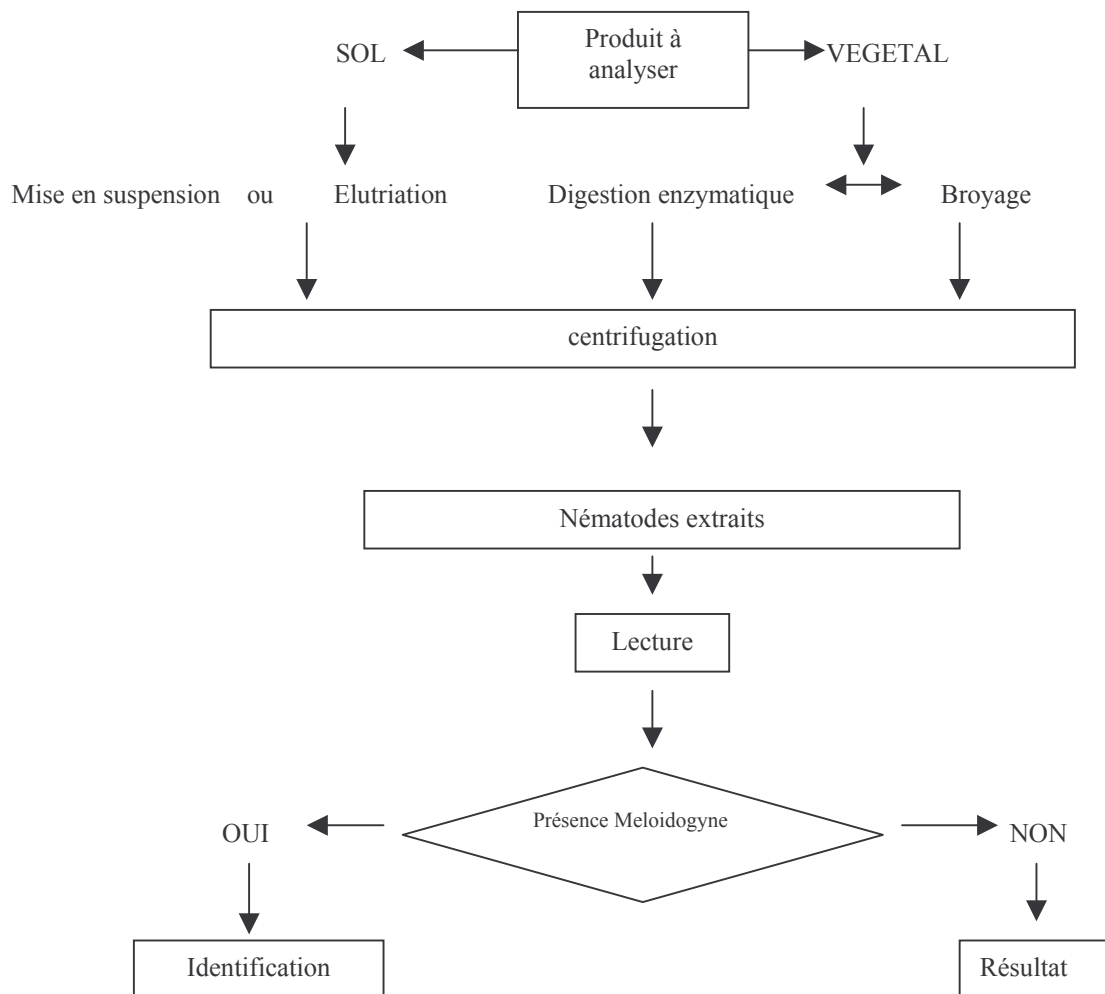 Produit à
analyser
SOL
VEGETAL
Mise en suspension ou Elutriation
Digestion enzymatique
Broyage
centrifugation
Nématodes extraits
Lecture
Présence Meloidogyne
OUI
NON
Identification
Résultat